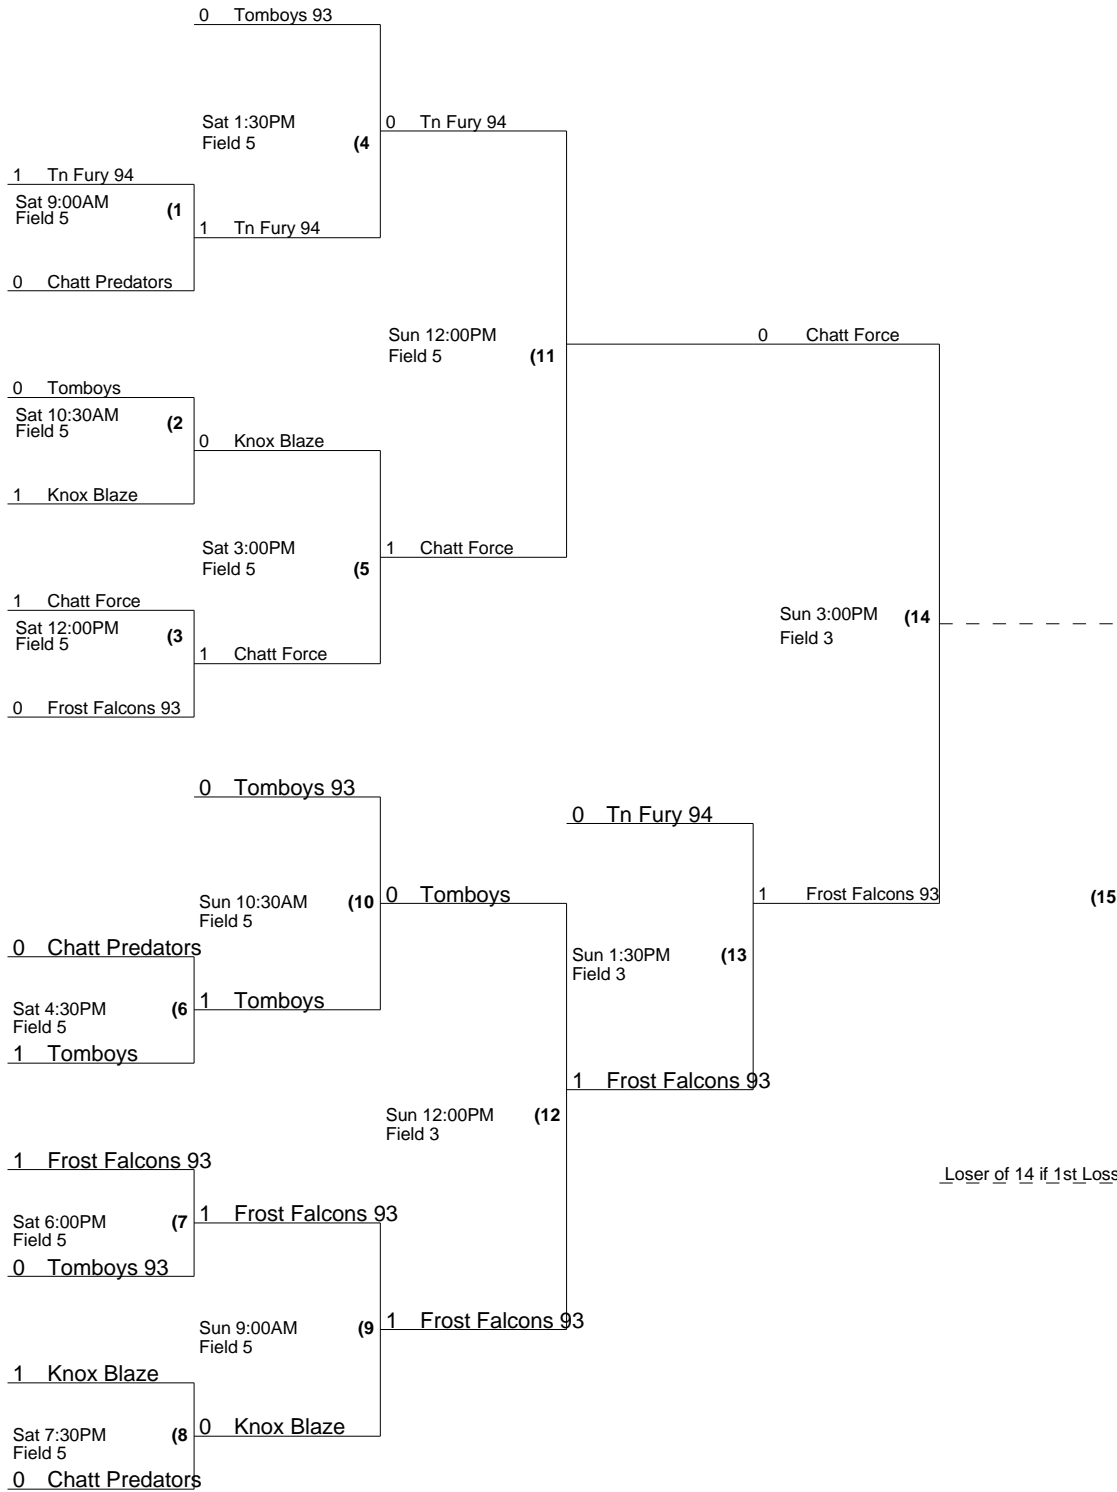 0 Tomboys 93
Sat 1:30PM
Field 5
(4
0 Tn Fury 94
1 Tn Fury 94
Sat 9:00AM
Field 5
(1
1 Tn Fury 94
0 Chatt Predators
Sun 12:00PM
Field 5
(11
0 Chatt Force
0 Tomboys
Sat 10:30AM
Field 5
(2
0 Knox Blaze
1 Knox Blaze
Sat 3:00PM
Field 5
(5
1 Chatt Force
1 Chatt Force
Sat 12:00PM
Field 5
(3
1 Chatt Force
0 Frost Falcons 93
Sun 3:00PM
Field 3
(14
0 Tomboys 93
0 Tn Fury 94
Sun 10:30AM
Field 5
(10
0 Tomboys
1 Frost Falcons 93
(15
0 Chatt Predators
Sat 4:30PM
Field 5
(6
1 Tomboys
1 Tomboys
Sun 1:30PM
Field 3
(13
1 Frost Falcons 93
Sun 12:00PM
Field 3
(12
1 Frost Falcons 93
Sat 6:00PM
Field 5
(7
1 Frost Falcons 93
0 Tomboys 93
Loser of 14 if 1st Loss
Sun 9:00AM
Field 5
(9
1 Frost Falcons 93
1 Knox Blaze
Sat 7:30PM
Field 5
(8
0 Knox Blaze
0 Chatt Predators